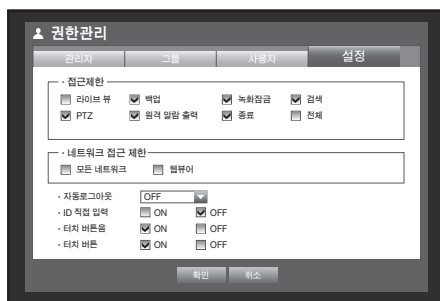 권한관리
관리자 그룹 사용자 설정
· 접근제한
라이브 뷰 백업 녹화잠금 검색
PTZ 원격 알람 출력 종료 전체
· 네트워크 접근 제한
모든 네트워크 웹뷰어
· 자동로그아웃 OFF
· ID 직접 입력 ON OFF
· 터치 버튼음 ON OFF
· 터치 버튼 ON OFF
확인 취소